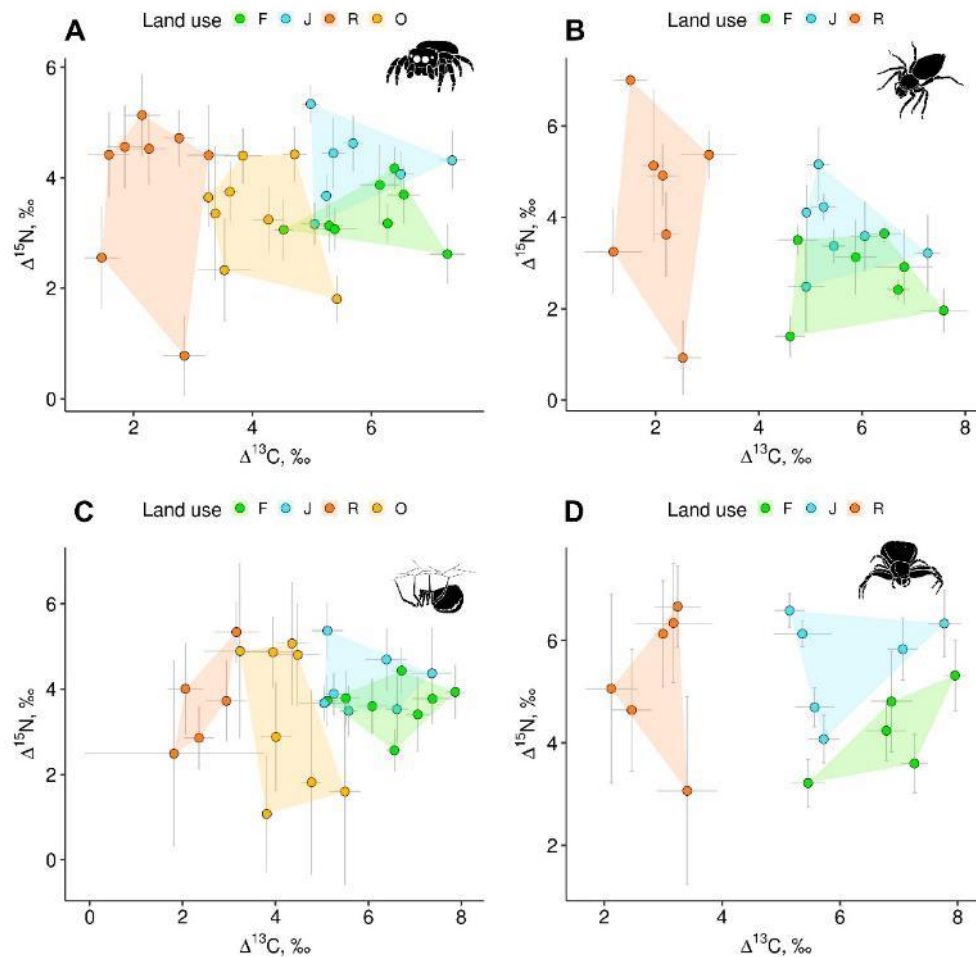 A
Land use F J R O
6
4
2
0
Δ¹⁵N, ‰
2 4 6
Δ¹³C, ‰
B
Land use F J R
6
4
2
0
Δ¹⁵N, ‰
2 4 6 8
Δ¹³C, ‰
C
Land use F J R O
6
4
2
0
Δ¹⁵N, ‰
0 2 4 6 8
Δ¹³C, ‰
D
Land use F J R
6
4
2
Δ¹⁵N, ‰
2 4 6 8
Δ¹³C, ‰